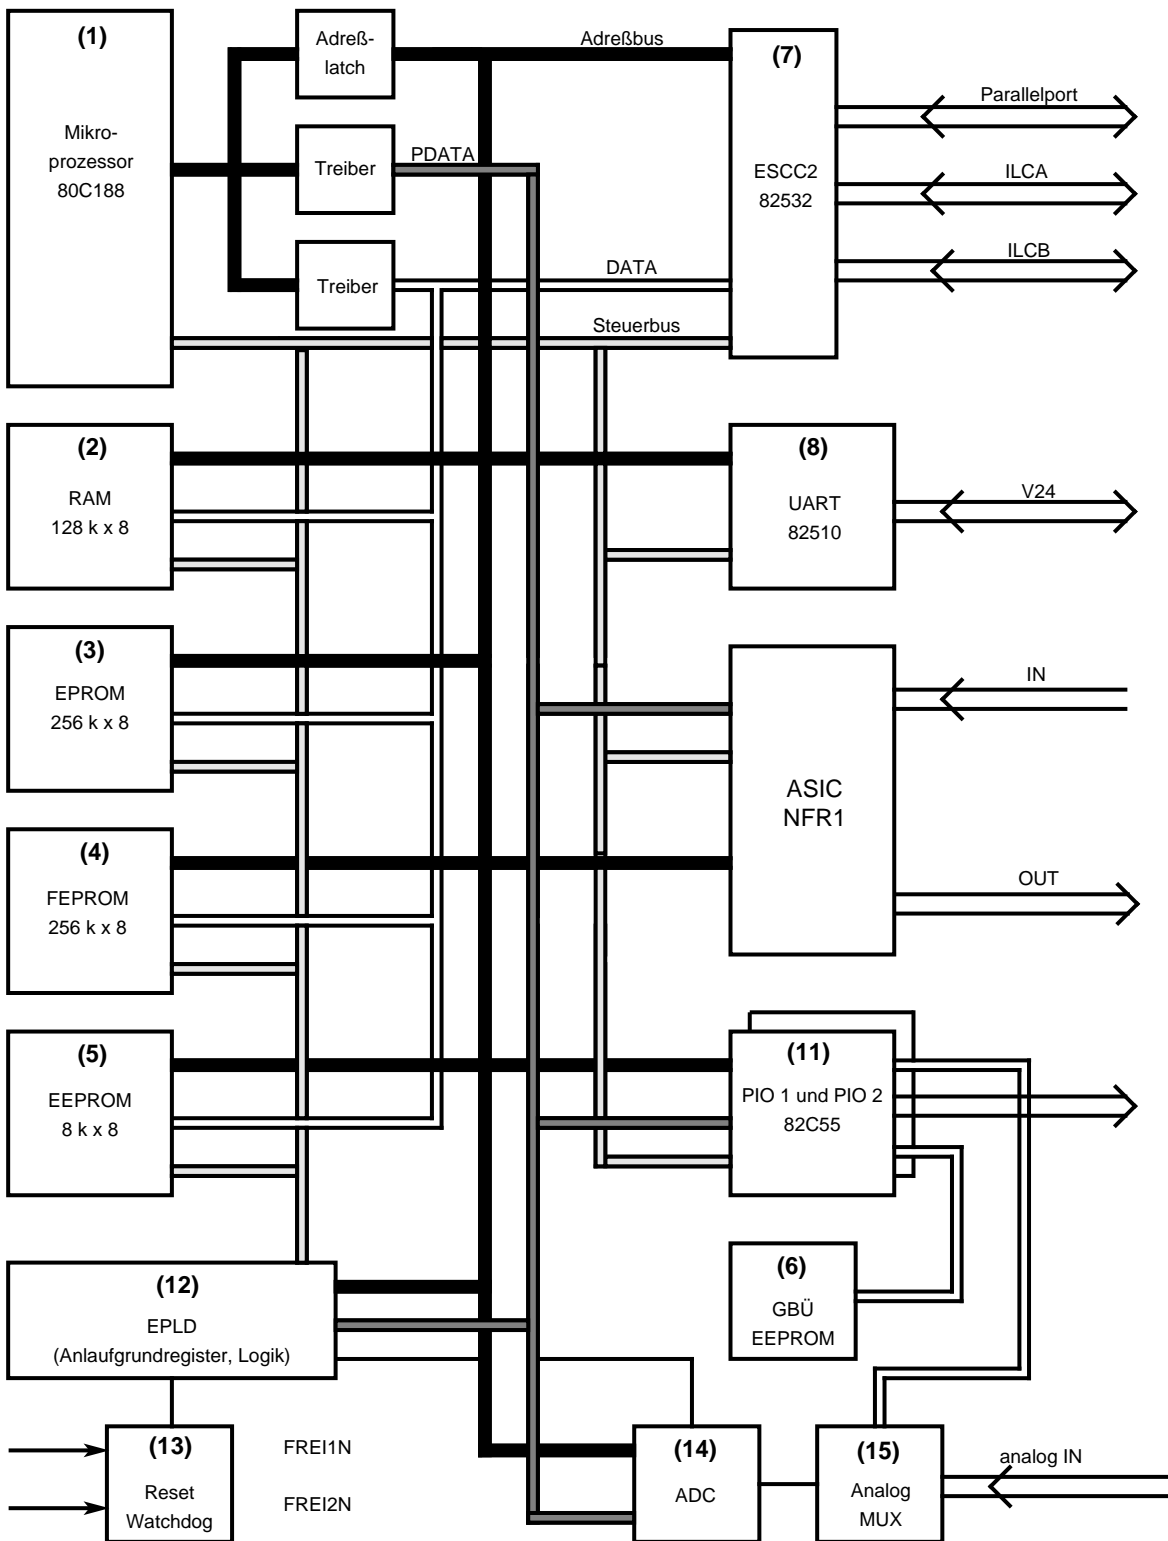 (1)
Mikro-
prozessor
80C188
Adreß-
latch
Treiber
Treiber
Adreßbus
PDATA
DATA
Steuerbus
(7)
ESCC2
82532
Parallelport
ILCA
ILCB
(2)
RAM
128 k x 8
(8)
UART
82510
V24
(3)
EPROM
256 k x 8
ASIC
NFR1
IN
OUT
(4)
FEPROM
256 k x 8
(5)
EEPROM
8 k x 8
(11)
PIO 1 und PIO 2
82C55
(6)
GBÜ
EEPROM
(12)
EPLD
(Anlaufgrundregister, Logik)
(13)
Reset
Watchdog
FREI1N
FREI2N
(14)
ADC
(15)
Analog
MUX
analog IN